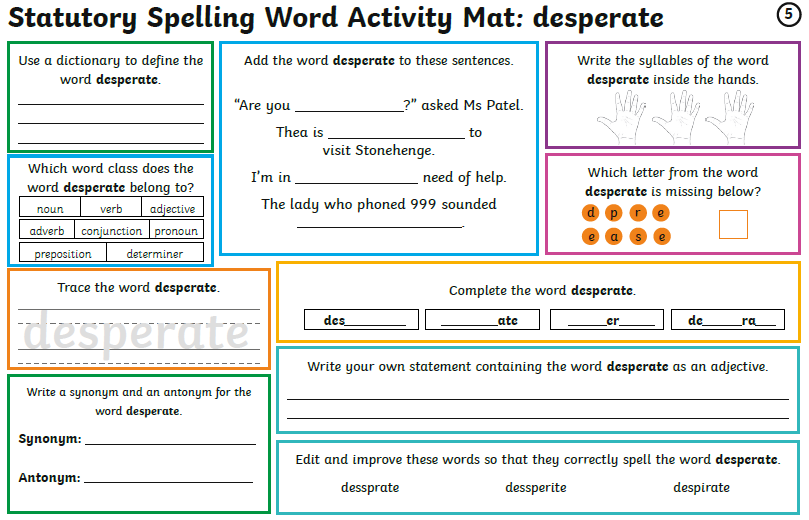 Statutory Spelling Word Activity Mat: desperate
5
Use a dictionary to define the
word desperate.
Add the word desperate to these sentences.
“Are you ______________?” asked Ms Patel.
Thea is __________________ to
visit Stonehenge.
I’m in ________________ need of help.
The lady who phoned 999 sounded
_____________________.
Write the syllables of the word
desperate inside the hands.
Which word class does the
word desperate belong to?
noun verb adjective
adverb conjunction pronoun
preposition determiner
Which letter from the word
desperate is missing below?
d p r e
e a s e
Trace the word desperate.
desperate
Complete the word desperate.
des__________ ________ate ______er_____ de______ra___
Write your own statement containing the word desperate as an adjective.
Write a synonym and an antonym for the
word desperate.
Synonym: ______________________
Antonym: ______________________
Edit and improve these words so that they correctly spell the word desperate.
dessprate dessperite despirate